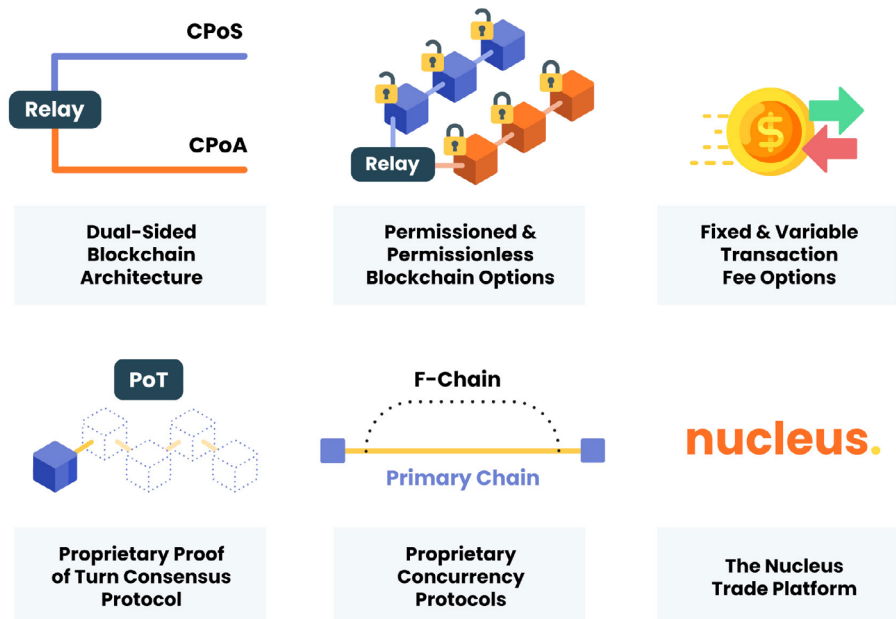 CPoS
Relay
CPoA
Dual-Sided
Blockchain
Architecture
Relay
Permissioned &
Permissionless
Blockchain Options
$
Fixed & Variable
Transaction
Fee Options
PoT
Proprietary Proof
of Turn Consensus
Protocol
F-Chain
Primary Chain
Proprietary
Concurrency
Protocols
nucleus.
The Nucleus
Trade Platform